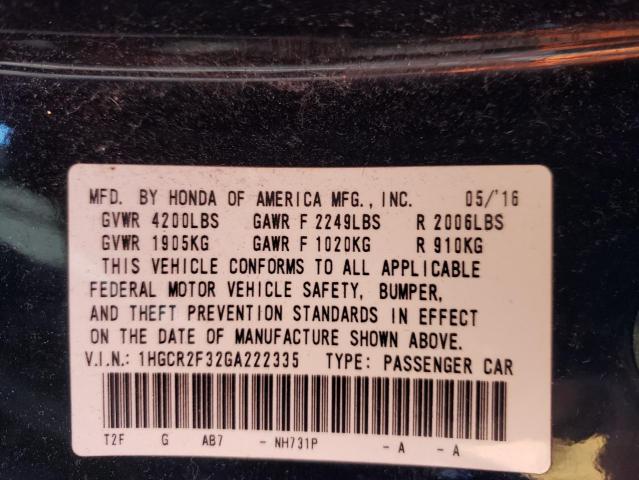 MFD. BY HONDA OF AMERICA MFG., INC. 05/'16
GVWR 4200LBS GAWR F 2249LBS R 2006LBS
GVWR 1905KG GAWR F 1020KG R 910KG
THIS VEHICLE CONFORMS TO ALL APPLICABLE
FEDERAL MOTOR VEHICLE SAFETY, BUMPER,
AND THEFT PREVENTION STANDARDS IN EFFECT
ON THE DATE OF MANUFACTURE SHOWN ABOVE.
V.I.N.: 1HGCR2F32GA222335 TYPE: PASSENGER CAR
T2F G AB7 - NH731P - A - A